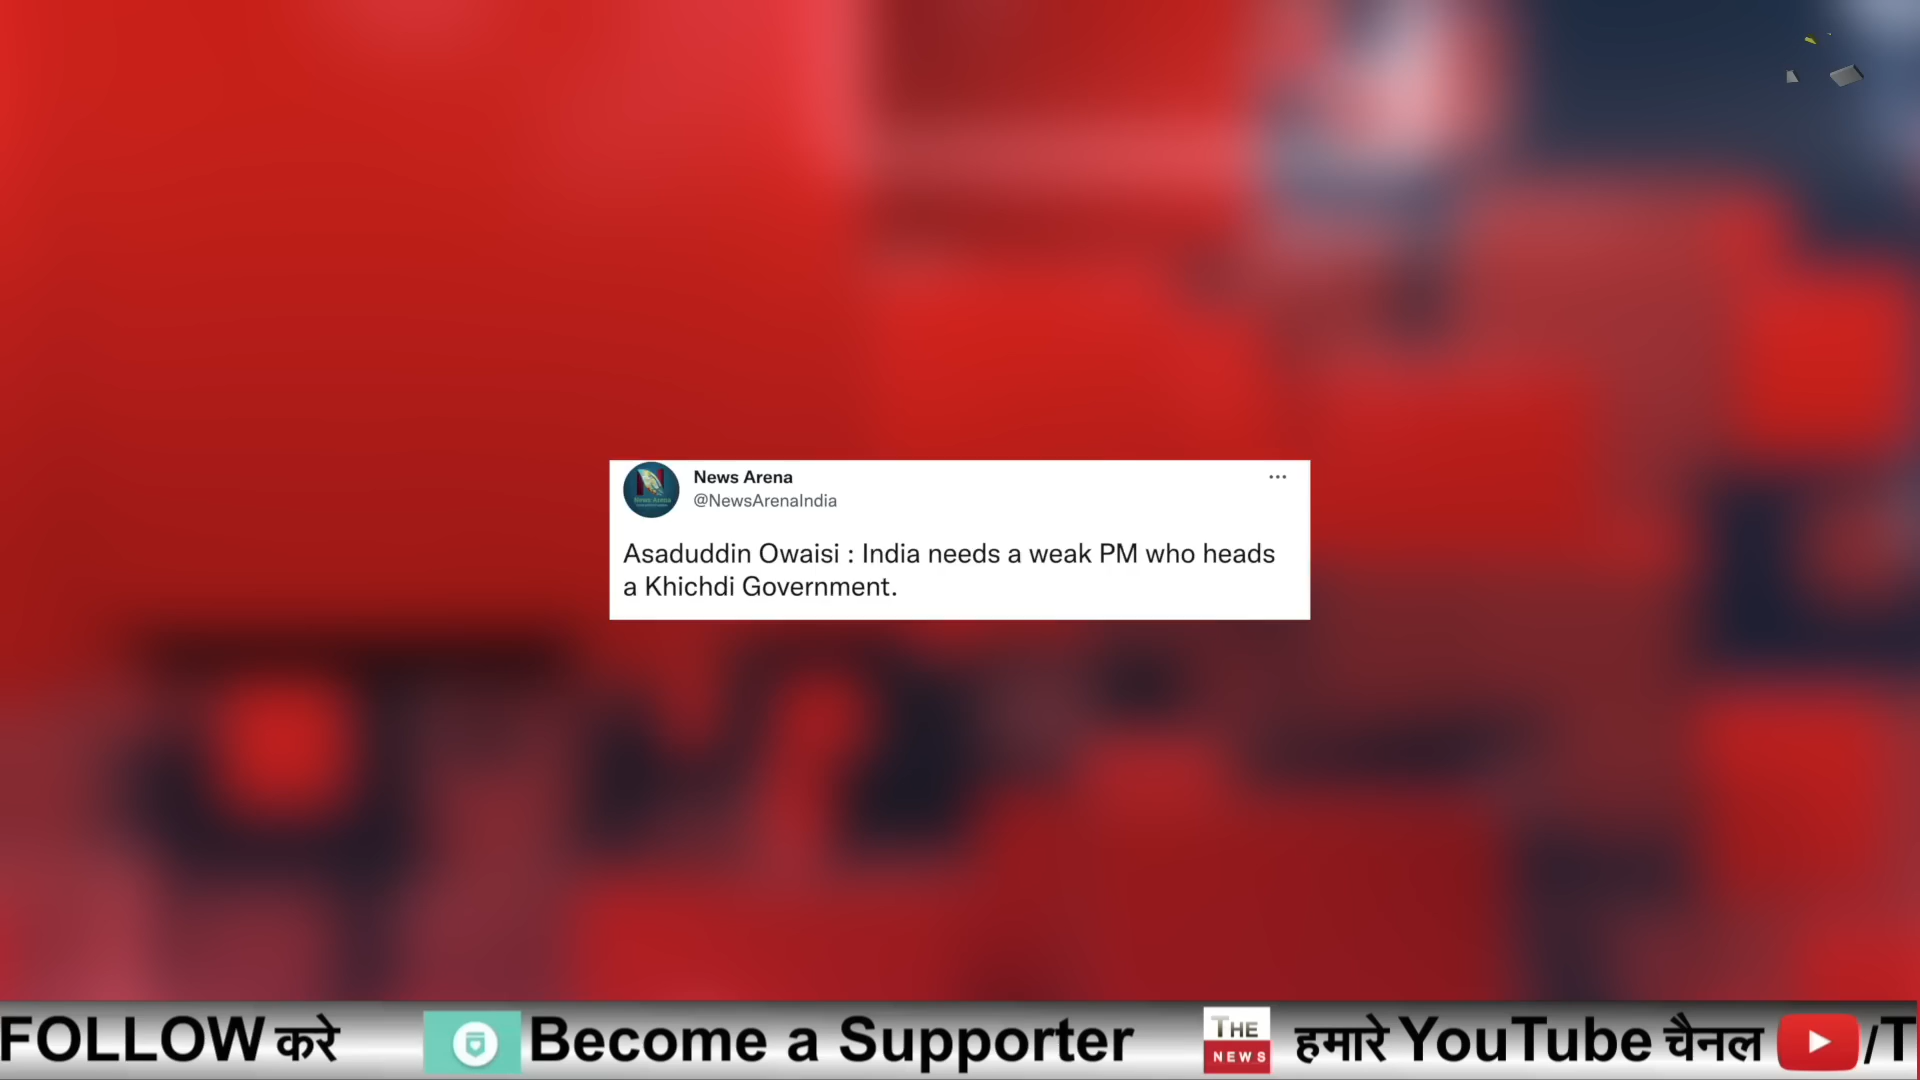 News Arena
@NewsArenaIndia
Asaduddin Owaisi : India needs a weak PM who heads
a Khichdi Government.
FOLLOW करे Become a Supporter THE NEWS हमारे YouTube चैनल /T